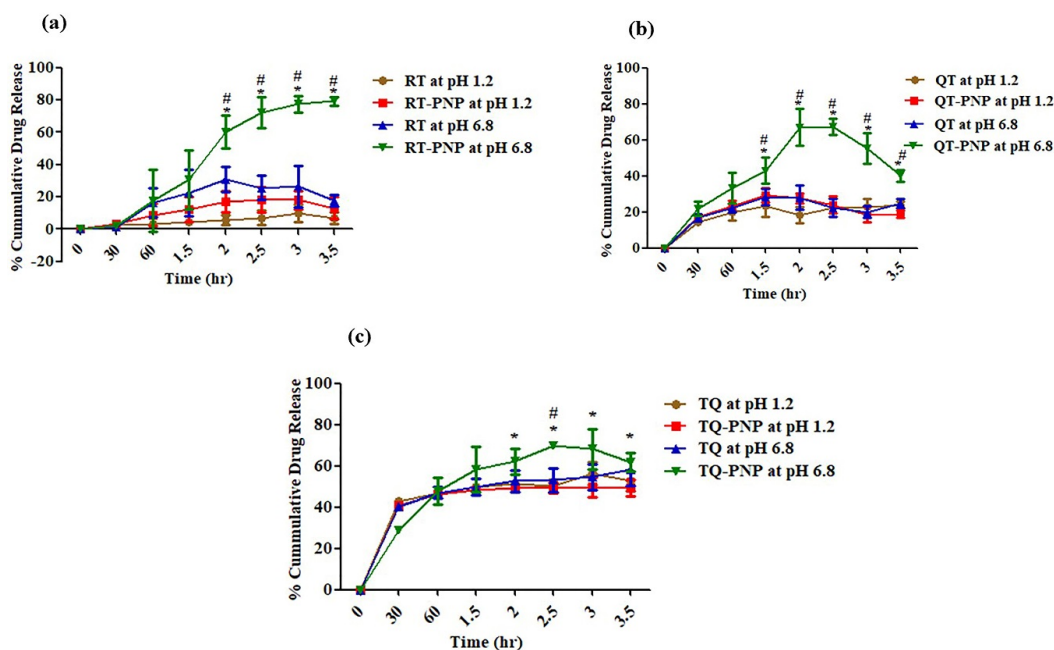 (a)
% Cummulative Drug Release
100
80
60
40
20
0
-20
# # # #
* * * *
0 30 60 1.5 2 2.5 3 3.5
Time (hr)
RT at pH 1.2
RT-PNP at pH 1.2
RT at pH 6.8
RT-PNP at pH 6.8
(b)
% Cummulative Drug Release
100
80
60
40
20
0
# # # # #
* * * * *
0 30 60 1.5 2 2.5 3 3.5
Time (hr)
QT at pH 1.2
QT-PNP at pH 1.2
QT at pH 6.8
QT-PNP at pH 6.8
(c)
% Cummulative Drug Release
100
80
60
40
20
0
#
* * * *
0 30 60 1.5 2 2.5 3 3.5
Time (hr)
TQ at pH 1.2
TQ-PNP at pH 1.2
TQ at pH 6.8
TQ-PNP at pH 6.8